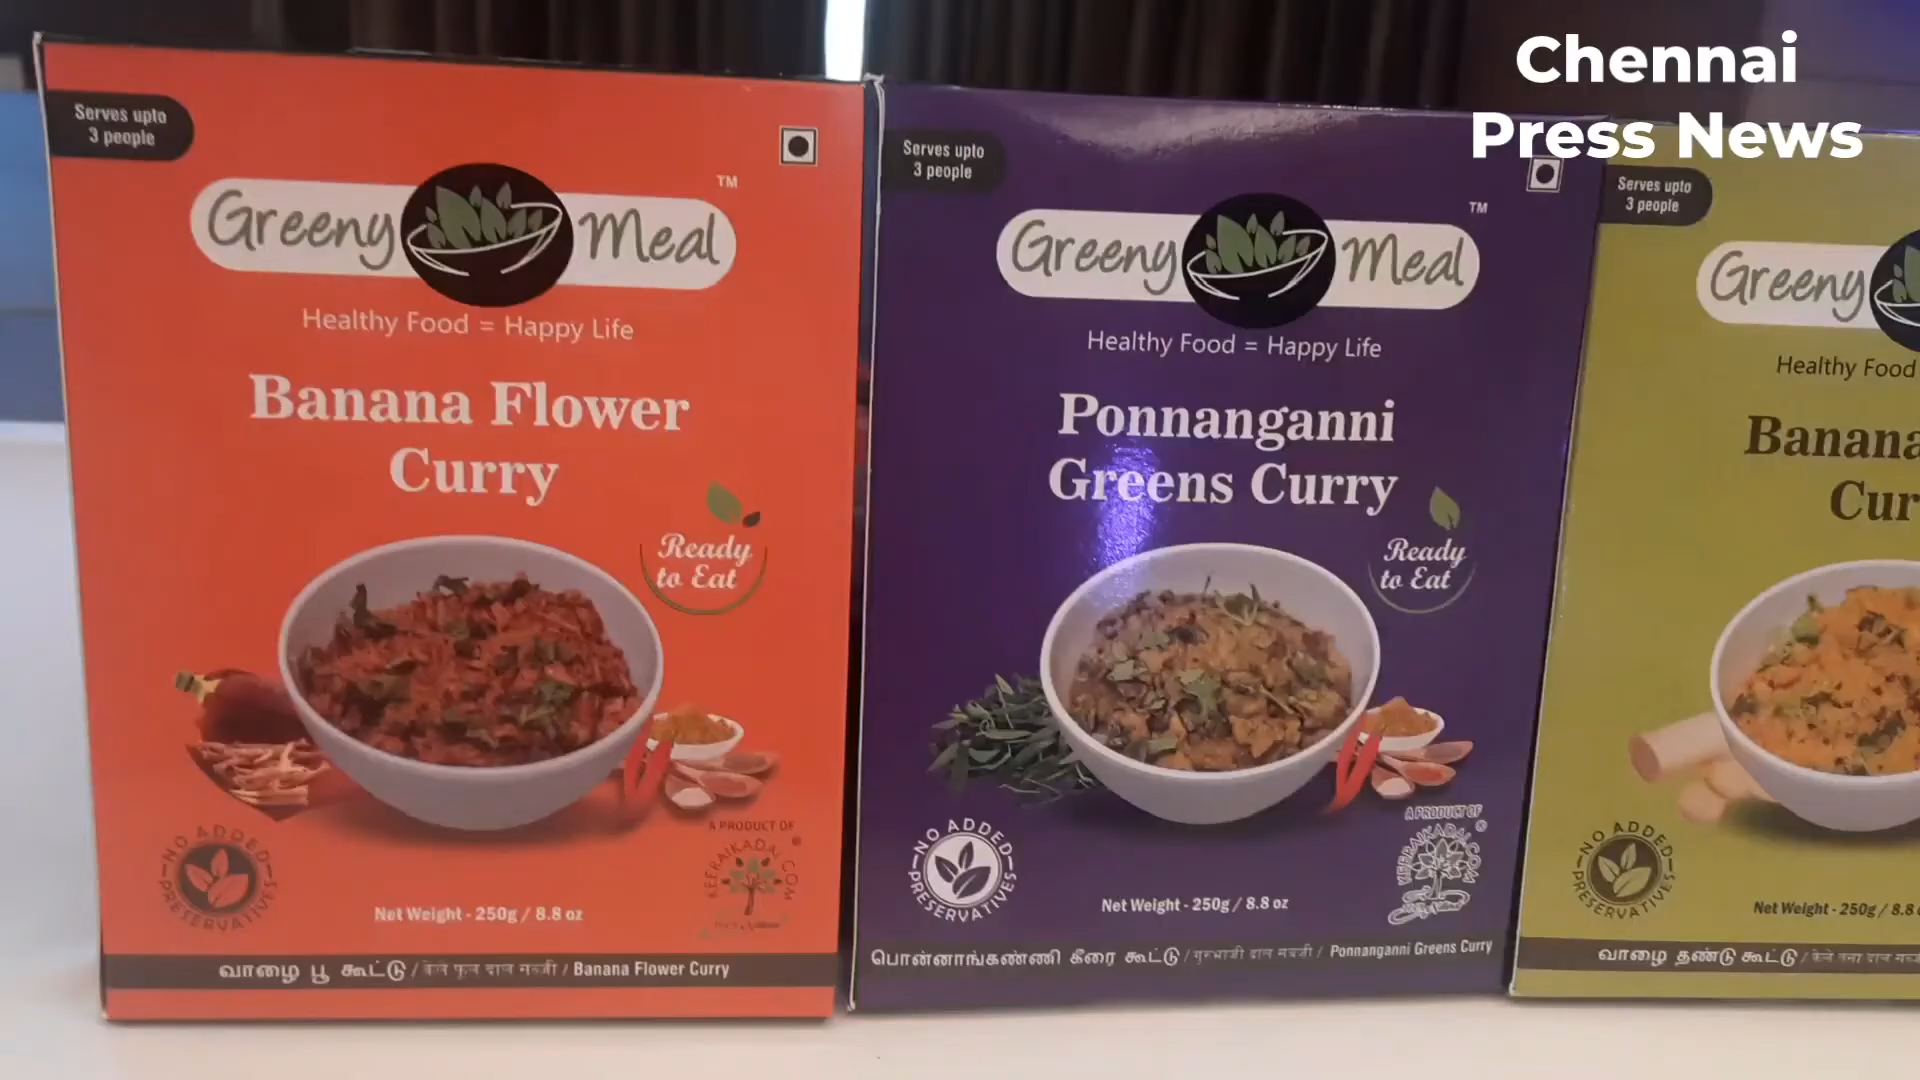 Chennai
Press News
Serves upto
3 people
Greeny Meal
TM
Healthy Food = Happy Life
Banana Flower
Curry
Ready
to Eat
NO ADDED
PRESERVATIVES
A PRODUCT OF
KEERAIKADAI.COM
Net Weight - 250g / 8.8 oz
வாழை பூ கூட்டு / केले फूल दाल सब्जी / Banana Flower Curry
Serves upto
3 people
Greeny Meal
TM
Healthy Food = Happy Life
Ponnanganni
Greens Curry
Ready
to Eat
NO ADDED
PRESERVATIVES
A PRODUCT OF
KEERAIKADAI.COM
Net Weight - 250g / 8.8 oz
பொன்னாங்கண்ணி கீரை கூட்டு / गुरुभाजी दाल सब्जी / Ponnanganni Greens Curry
Serves upto
3 people
Greeny
Healthy Food
Banana
Cur
NO ADDED
PRESERVATIVES
Net Weight - 250g / 8.8
வாழை தண்டு கூட்டு / केले तना दाल